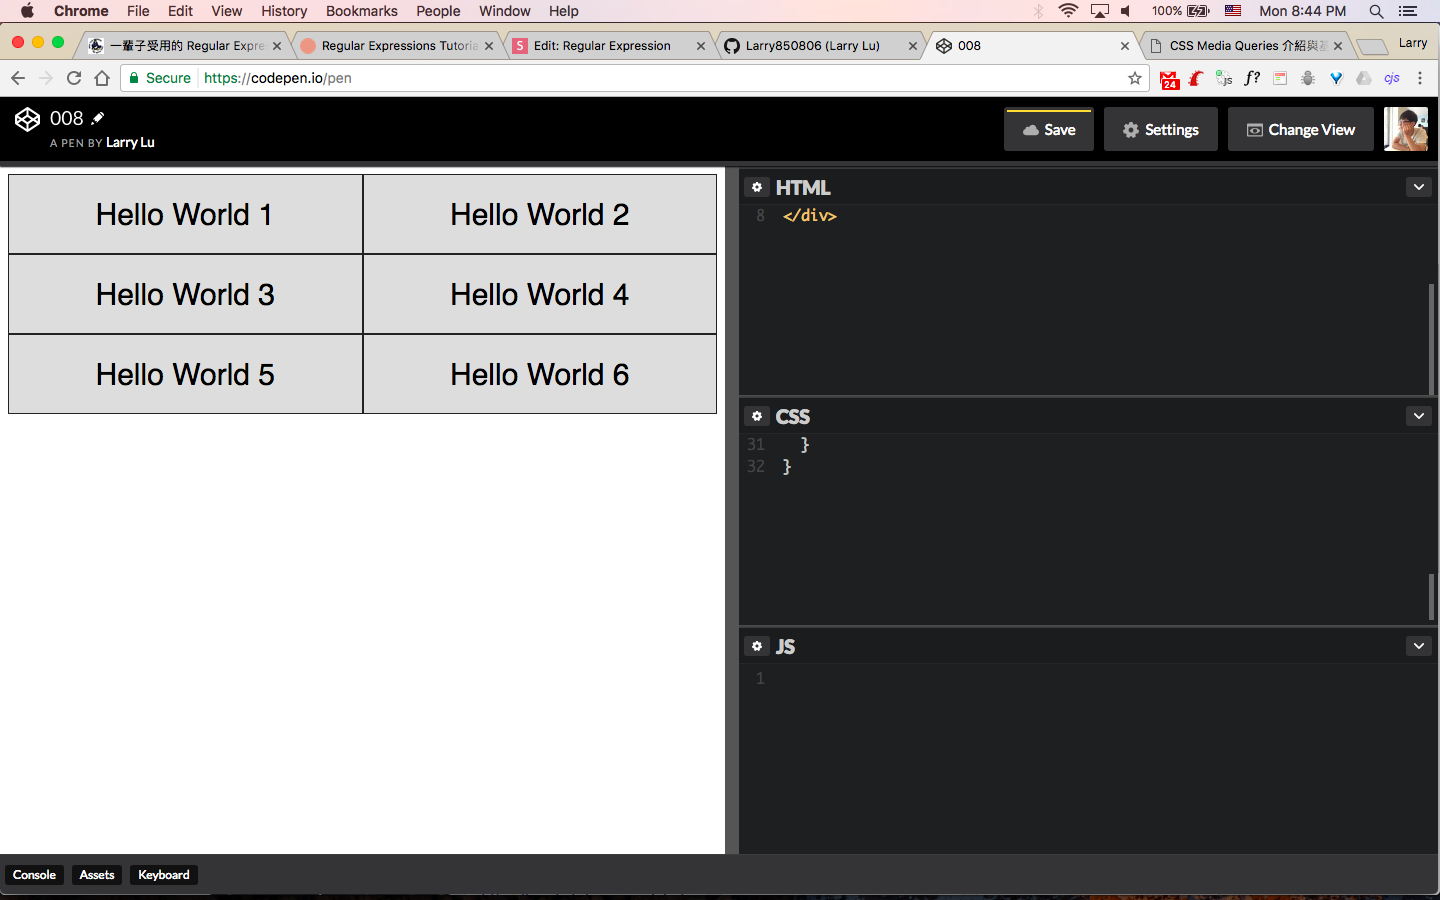 Chrome File Edit View History Bookmarks People Window Help 100% Mon 8:44 PM
一輩子受用的 Regular Expre Regular Expressions Tutoria S Edit: Regular Expression Larry850806 (Larry Lu) 008 CSS Media Queries 介紹與 Larry
Secure https://codepen.io/pen 24 js f? cjs
008
A PEN BY Larry Lu
Save Settings Change View
Hello World 1 Hello World 2
Hello World 3 Hello World 4
Hello World 5 Hello World 6
HTML
8 </div>
CSS
31 }
32 }
JS
1
Console Assets Keyboard